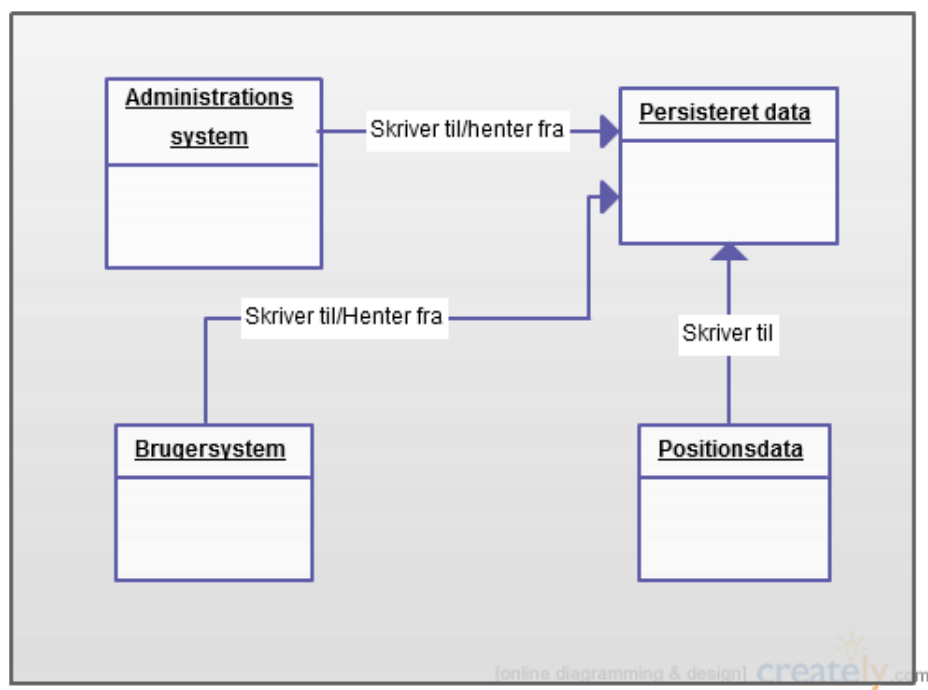 Administrations
system
Skriver til/henter fra
Persisteret data
Skriver til/Henter fra
Skriver til
Brugersystem
Positionsdata
[online diagramming & design] creately.com